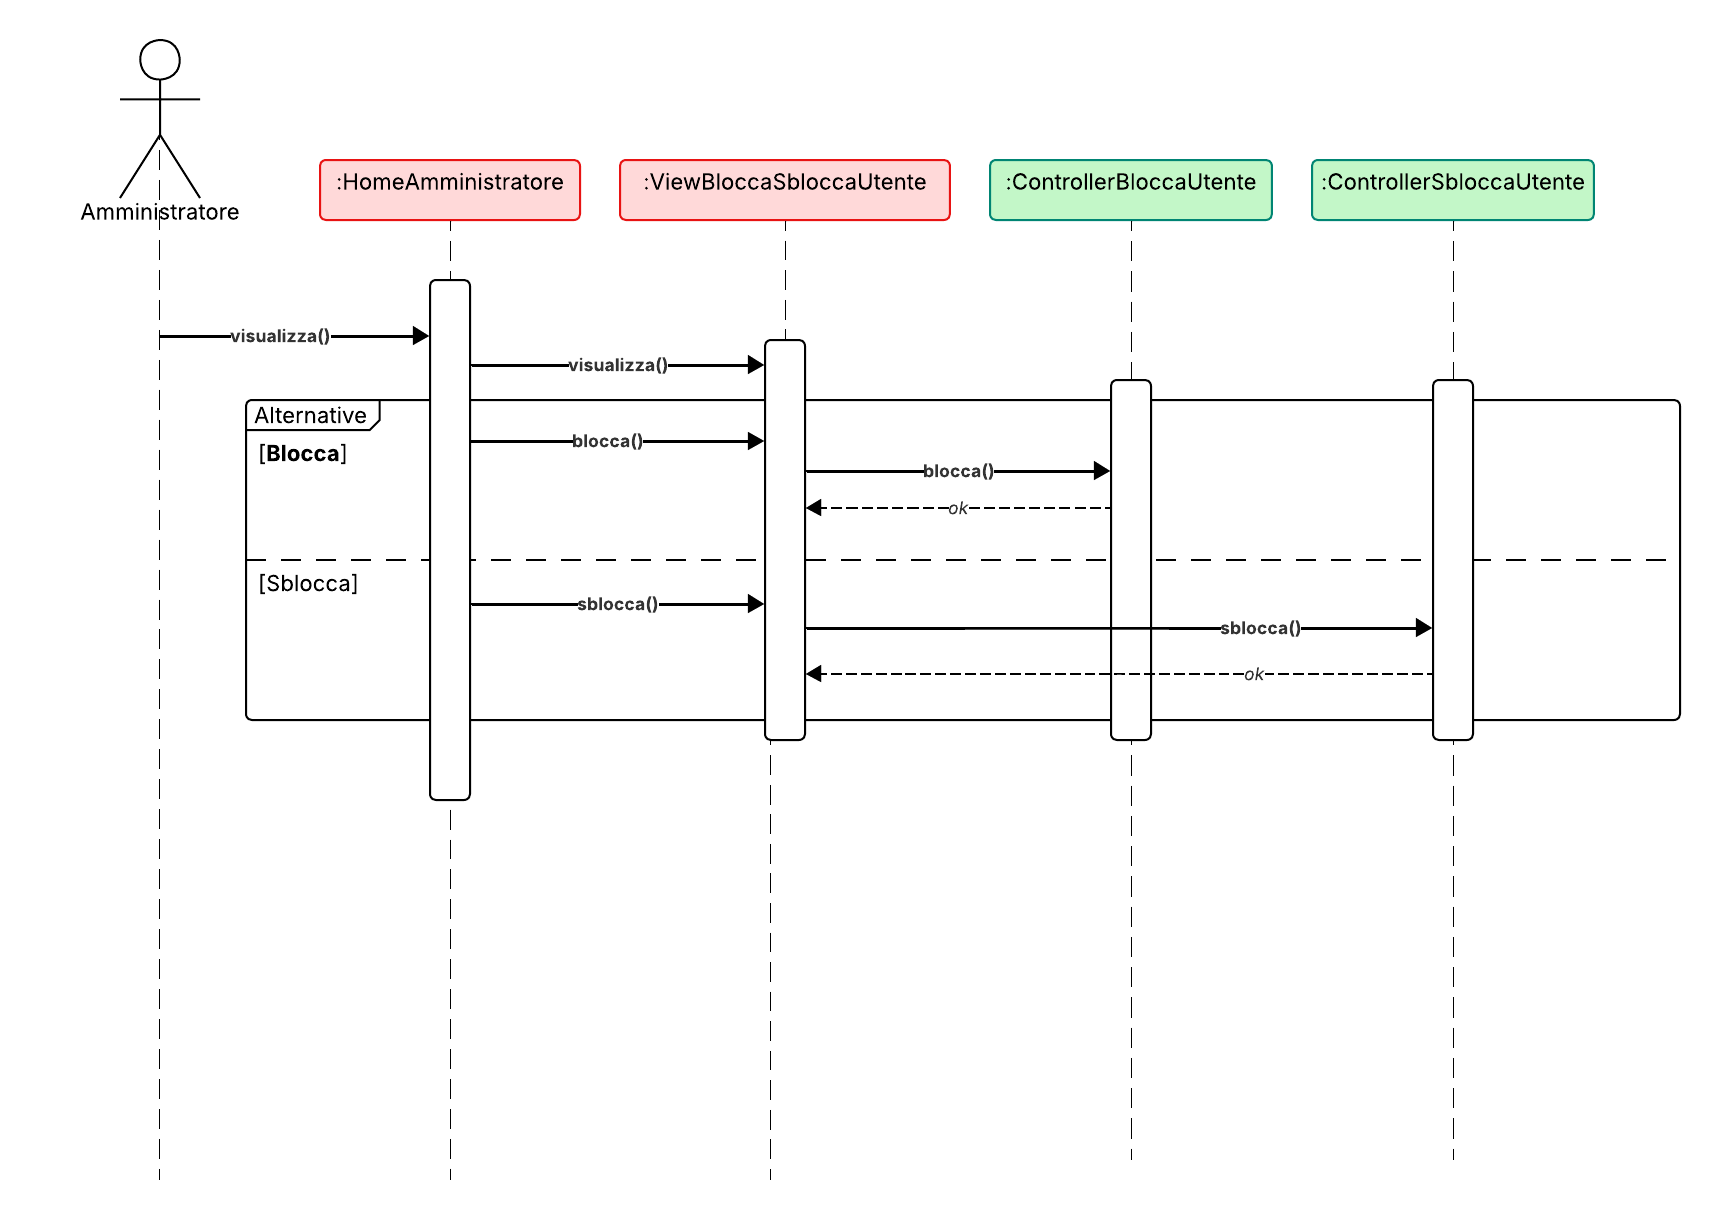 Amministratore
:HomeAmministratore
:ViewBloccaSbloccaUtente
:ControllerBloccaUtente
:ControllerSbloccaUtente
visualizza()
visualizza()
Alternative
[Blocca]
blocca()
blocca()
ok
[Sblocca]
sblocca()
sblocca()
ok